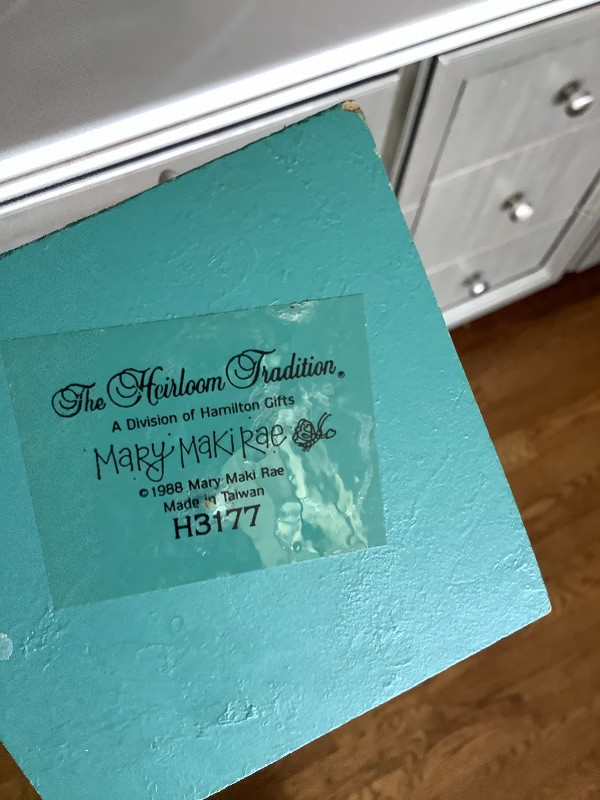 The Heirloom Tradition®
A Division of Hamilton Gifts
Mary Maki Rae
©1988 Mary Maki Rae
Made in Taiwan
H3177